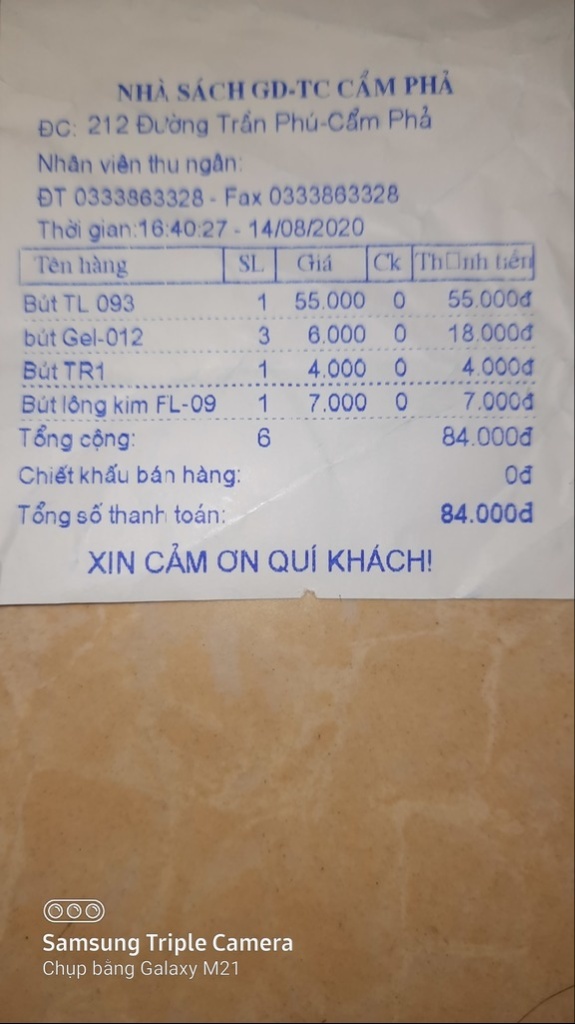 NHÀ SÁCH GD-TC CẨM PHẢ
ĐC: 212 Đường Trần Phú-Cẩm Phả
Nhân viên thu ngân:
ĐT 0333863328 - Fax 0333863328
Thời gian:16:40:27 - 14/08/2020
Tên hàng SL Giá Ck Th□nh tiền
Bút TL 093 1 55.000 0 55.000đ
bút Gel-012 3 6.000 0 18.000đ
Bút TR1 1 4.000 0 4.000đ
Bút lông kim FL-09 1 7.000 0 7.000đ
Tổng cộng: 6 84.000đ
Chiết khấu bán hàng: 0đ
Tổng số thanh toán: 84.000đ
XIN CẢM ƠN QUÍ KHÁCH!
Samsung Triple Camera
Chụp bằng Galaxy M21